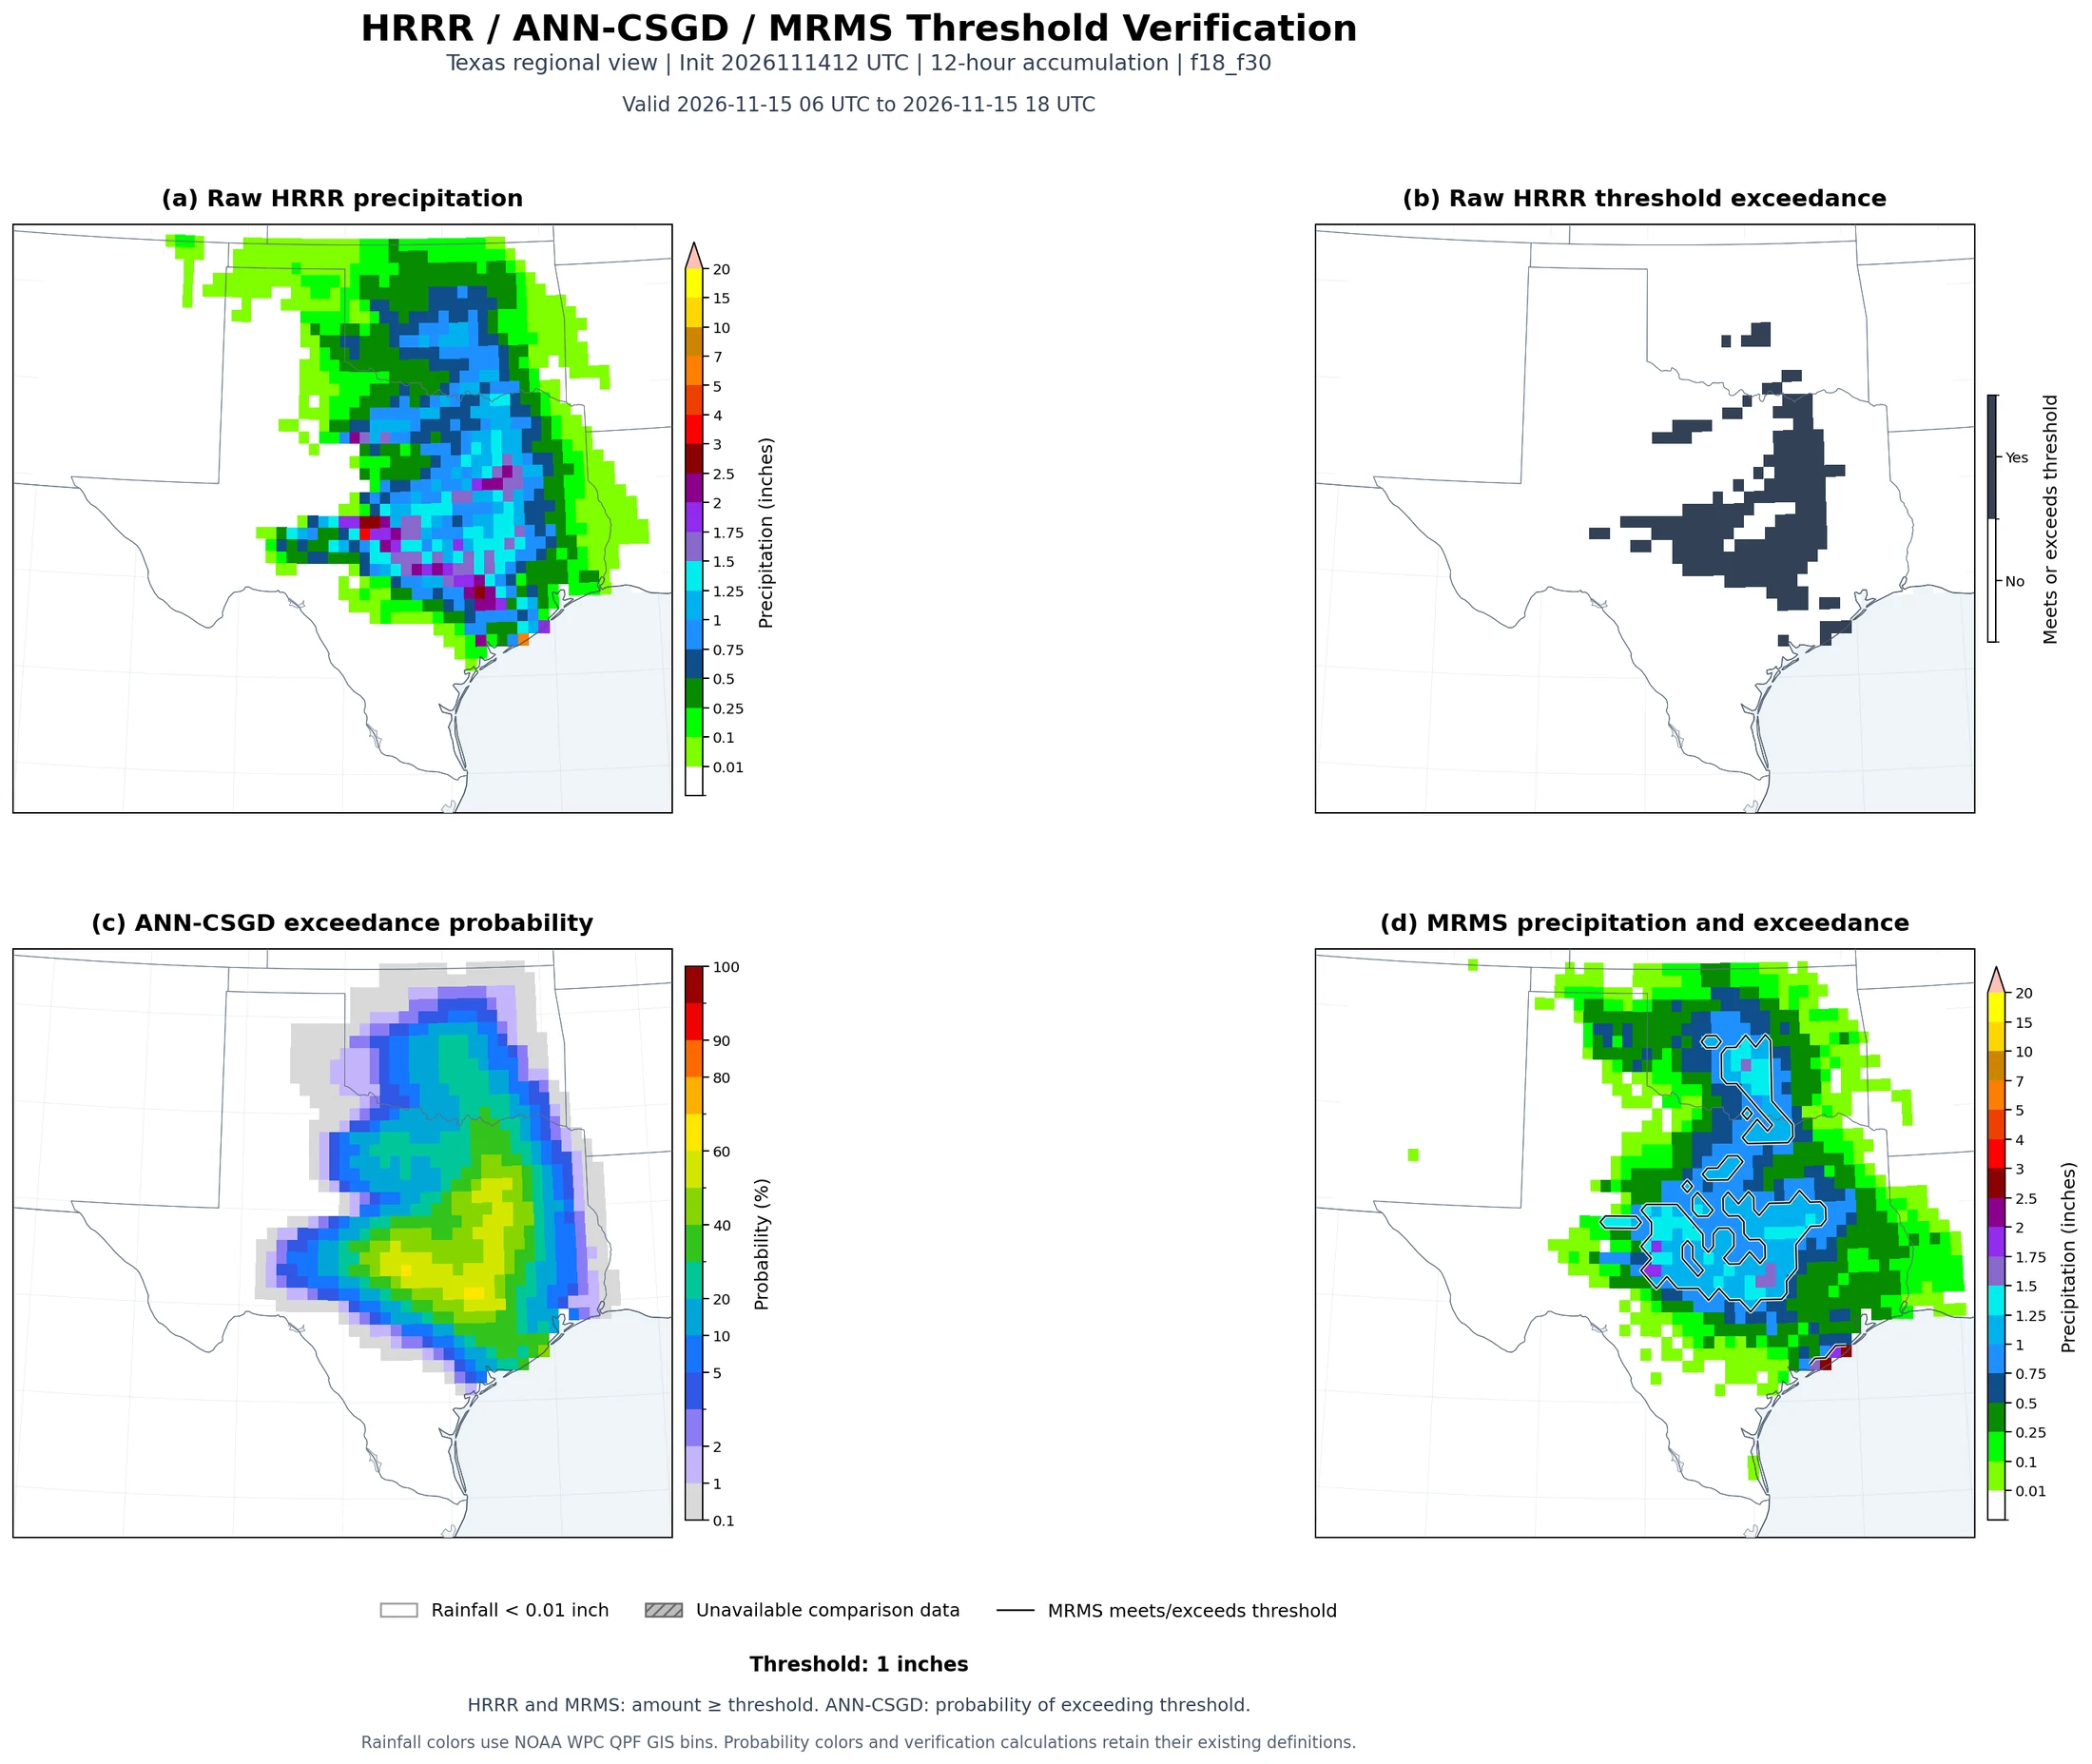 HRRR / ANN-CSGD / MRMS Threshold Verification
Texas regional view | Init 2026111412 UTC | 12-hour accumulation | f18_f30
Valid 2026-11-15 06 UTC to 2026-11-15 18 UTC
(a) Raw HRRR precipitation
20
15
10
7
5
4
3
2.5
2
1.75
1.5
1.25
1
0.75
0.5
0.25
0.1
0.01
Precipitation (inches)
(b) Raw HRRR threshold exceedance
Yes
No
Meets or exceeds threshold
(c) ANN-CSGD exceedance probability
100
90
80
60
40
20
10
5
2
1
0.1
Probability (%)
(d) MRMS precipitation and exceedance
20
15
10
7
5
4
3
2.5
2
1.75
1.5
1.25
1
0.75
0.5
0.25
0.1
0.01
Precipitation (inches)
Rainfall < 0.01 inch
Unavailable comparison data
MRMS meets/exceeds threshold
Threshold: 1 inches
HRRR and MRMS: amount ≥ threshold. ANN-CSGD: probability of exceeding threshold.
Rainfall colors use NOAA WPC QPF GIS bins. Probability colors and verification calculations retain their existing definitions.